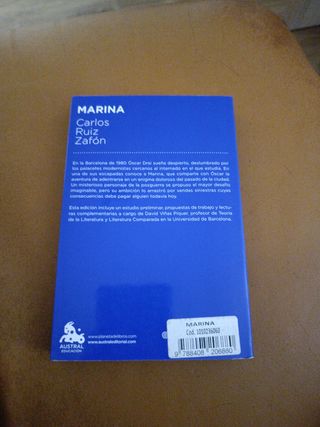 MARINA
Carlos
Ruiz
Zafón
En la Barcelona de 1980 Óscar Drai sueña despierto, deslumbrado por
los palacetes modernistas cercanos al internado en el que estudia. En
una de sus escapadas conoce a Marina, que comparte con Óscar la
aventura de adentrarse en un enigma doloroso del pasado de la ciudad.
Un misterioso personaje de la posguerra se propuso el mayor desafío
imaginable, pero su ambición lo arrastró por sendas siniestras cuyas
consecuencias debe pagar alguien todavía hoy.
Esta edición incluye un estudio preliminar, propuestas de trabajo y lectu-
ras complementarias a cargo de David Viñas Piquer, profesor de Teoría
de la Literatura y Literatura Comparada en la Universidad de Barcelona.
AUSTRAL
EDUCACIÓN
www.planetadelibros.com
www.australeditorial.com
MARINA
Cod. 1010296060
9 788408 206880